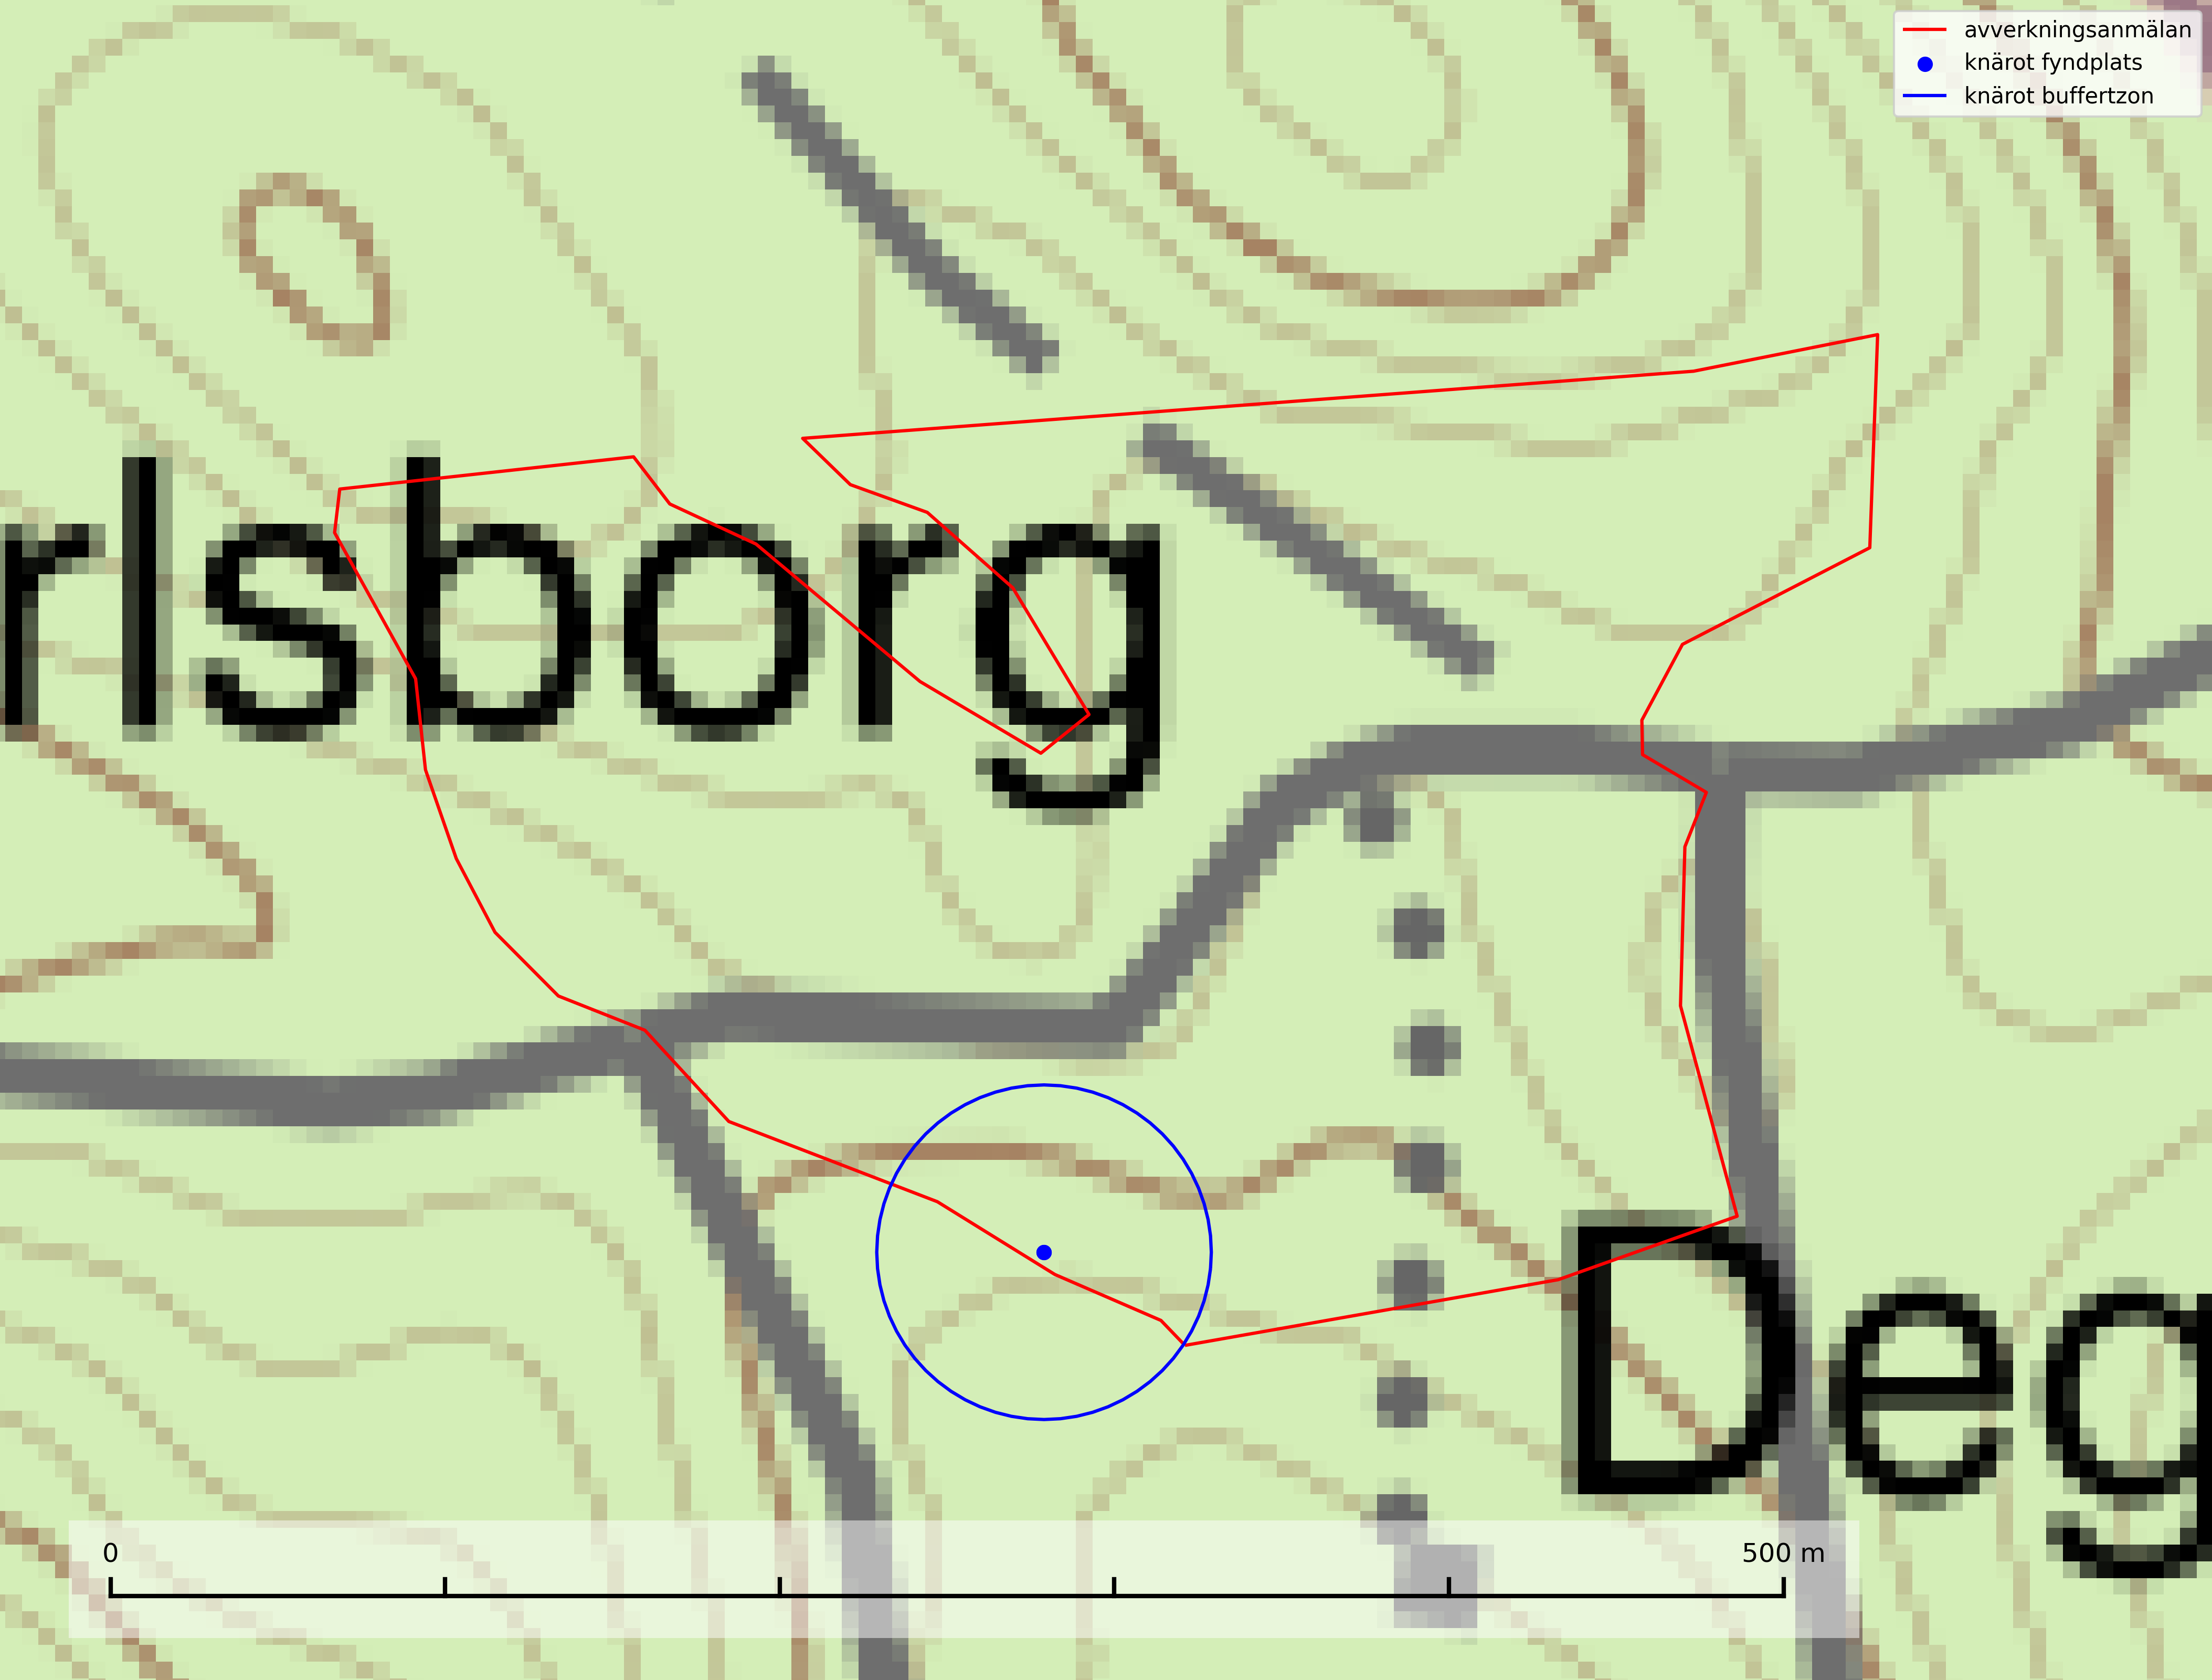 avverkningsanmälan
knärot fyndplats
knärot buffertzon
rlsborg
Deg
0 500 m